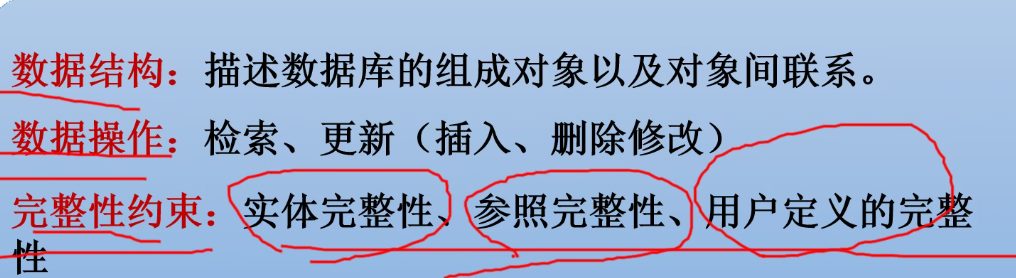 数据结构：描述数据库的组成对象以及对象间联系。
数据操作：检索、更新（插入、删除修改）
完整性约束：实体完整性、参照完整性、用户定义的完整
性